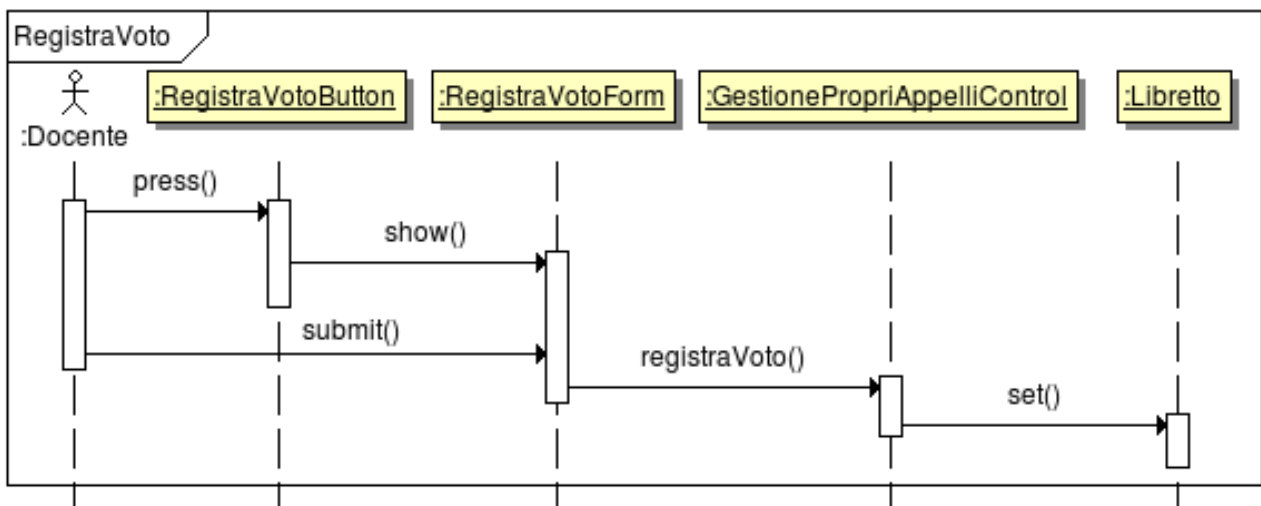 RegistraVoto
:Docente
:RegistraVotoButton
:RegistraVotoForm
:GestionePropriAppelliControl
:Libretto
press()
show()
submit()
registraVoto()
set()